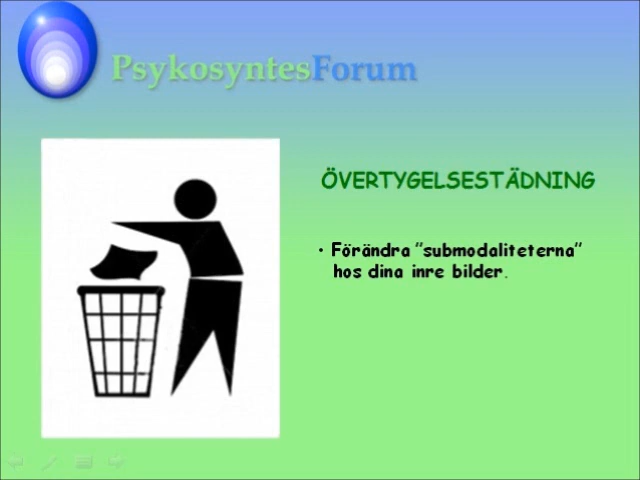 PsykosyntesForum
ÖVERTYGELSESTÄDNING
• Förändra "submodaliteterna"
hos dina inre bilder.